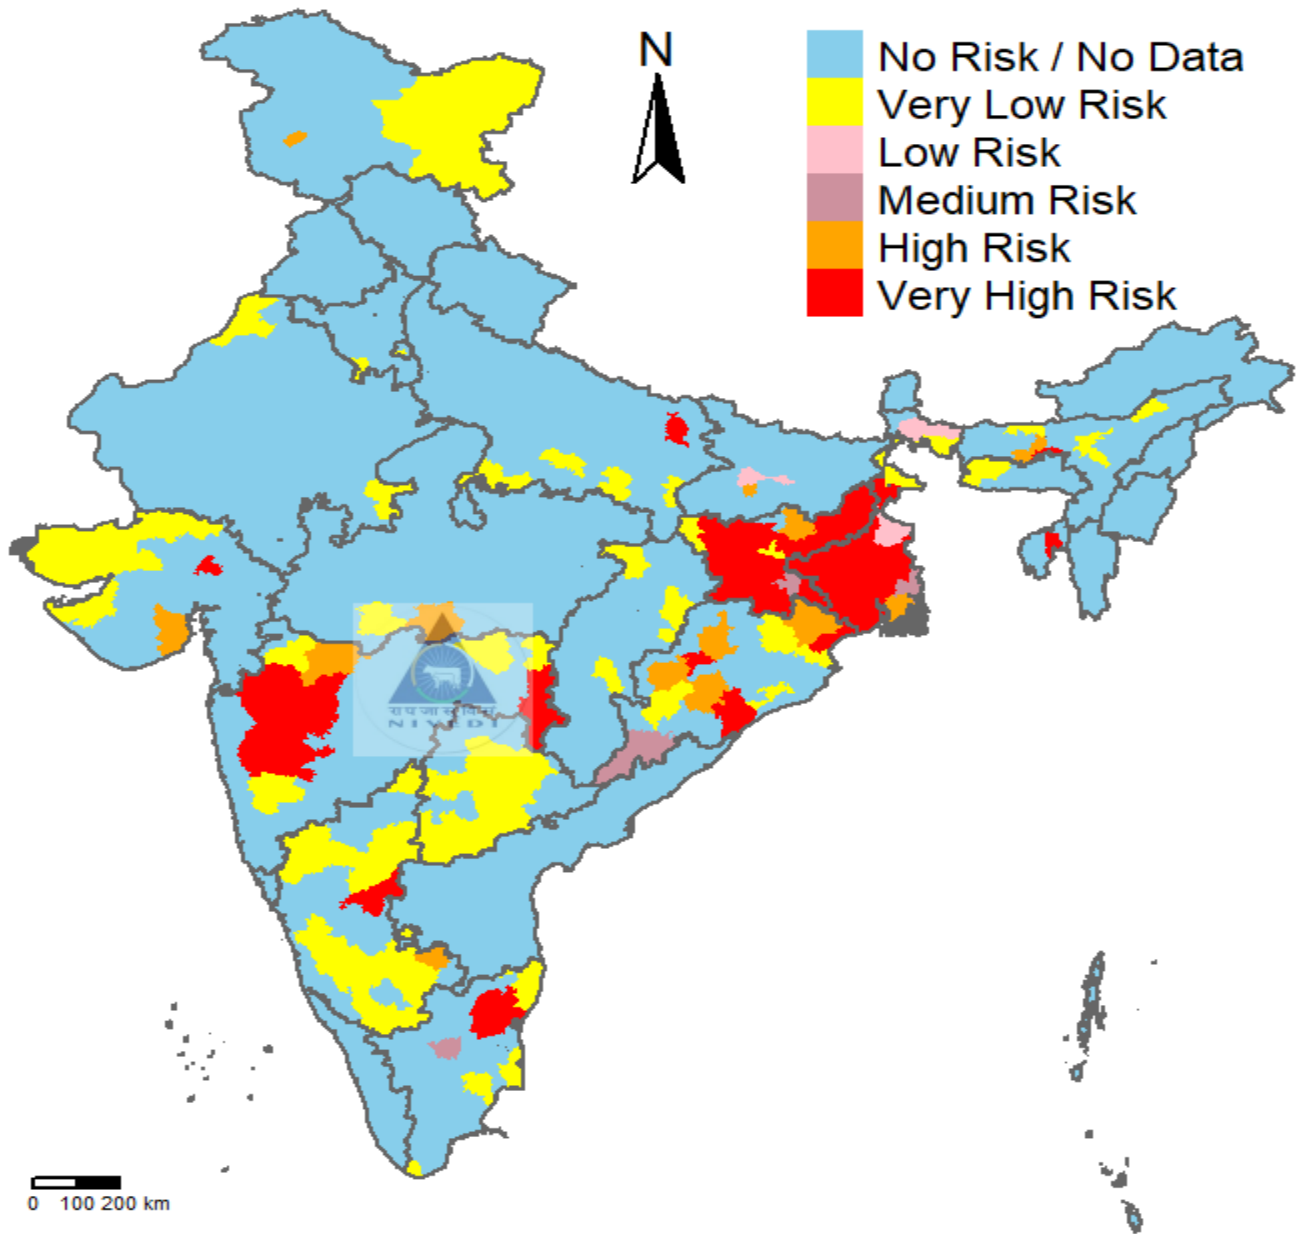 N
No Risk / No Data
Very Low Risk
Low Risk
Medium Risk
High Risk
Very High Risk
NIVEDI
0 100 200 km